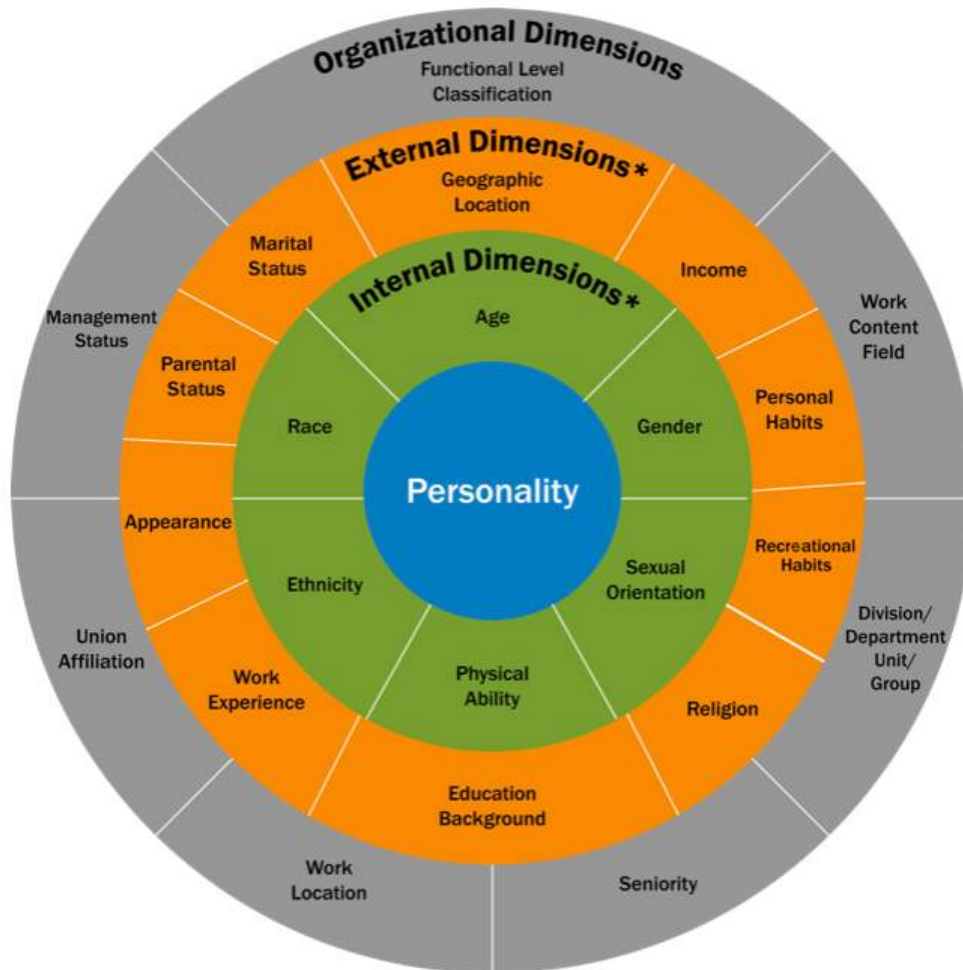 Organizational Dimensions
Functional Level
Classification
External Dimensions*
Geographic
Location
Internal Dimensions*
Age
Marital
Status
Income
Management
Status
Work
Content
Field
Parental
Status
Personal
Habits
Race
Gender
Personality
Appearance
Recreational
Habits
Ethnicity
Sexual
Orientation
Union
Affiliation
Division/
Department
Unit/
Group
Work
Experience
Physical
Ability
Religion
Education
Background
Work
Location
Seniority